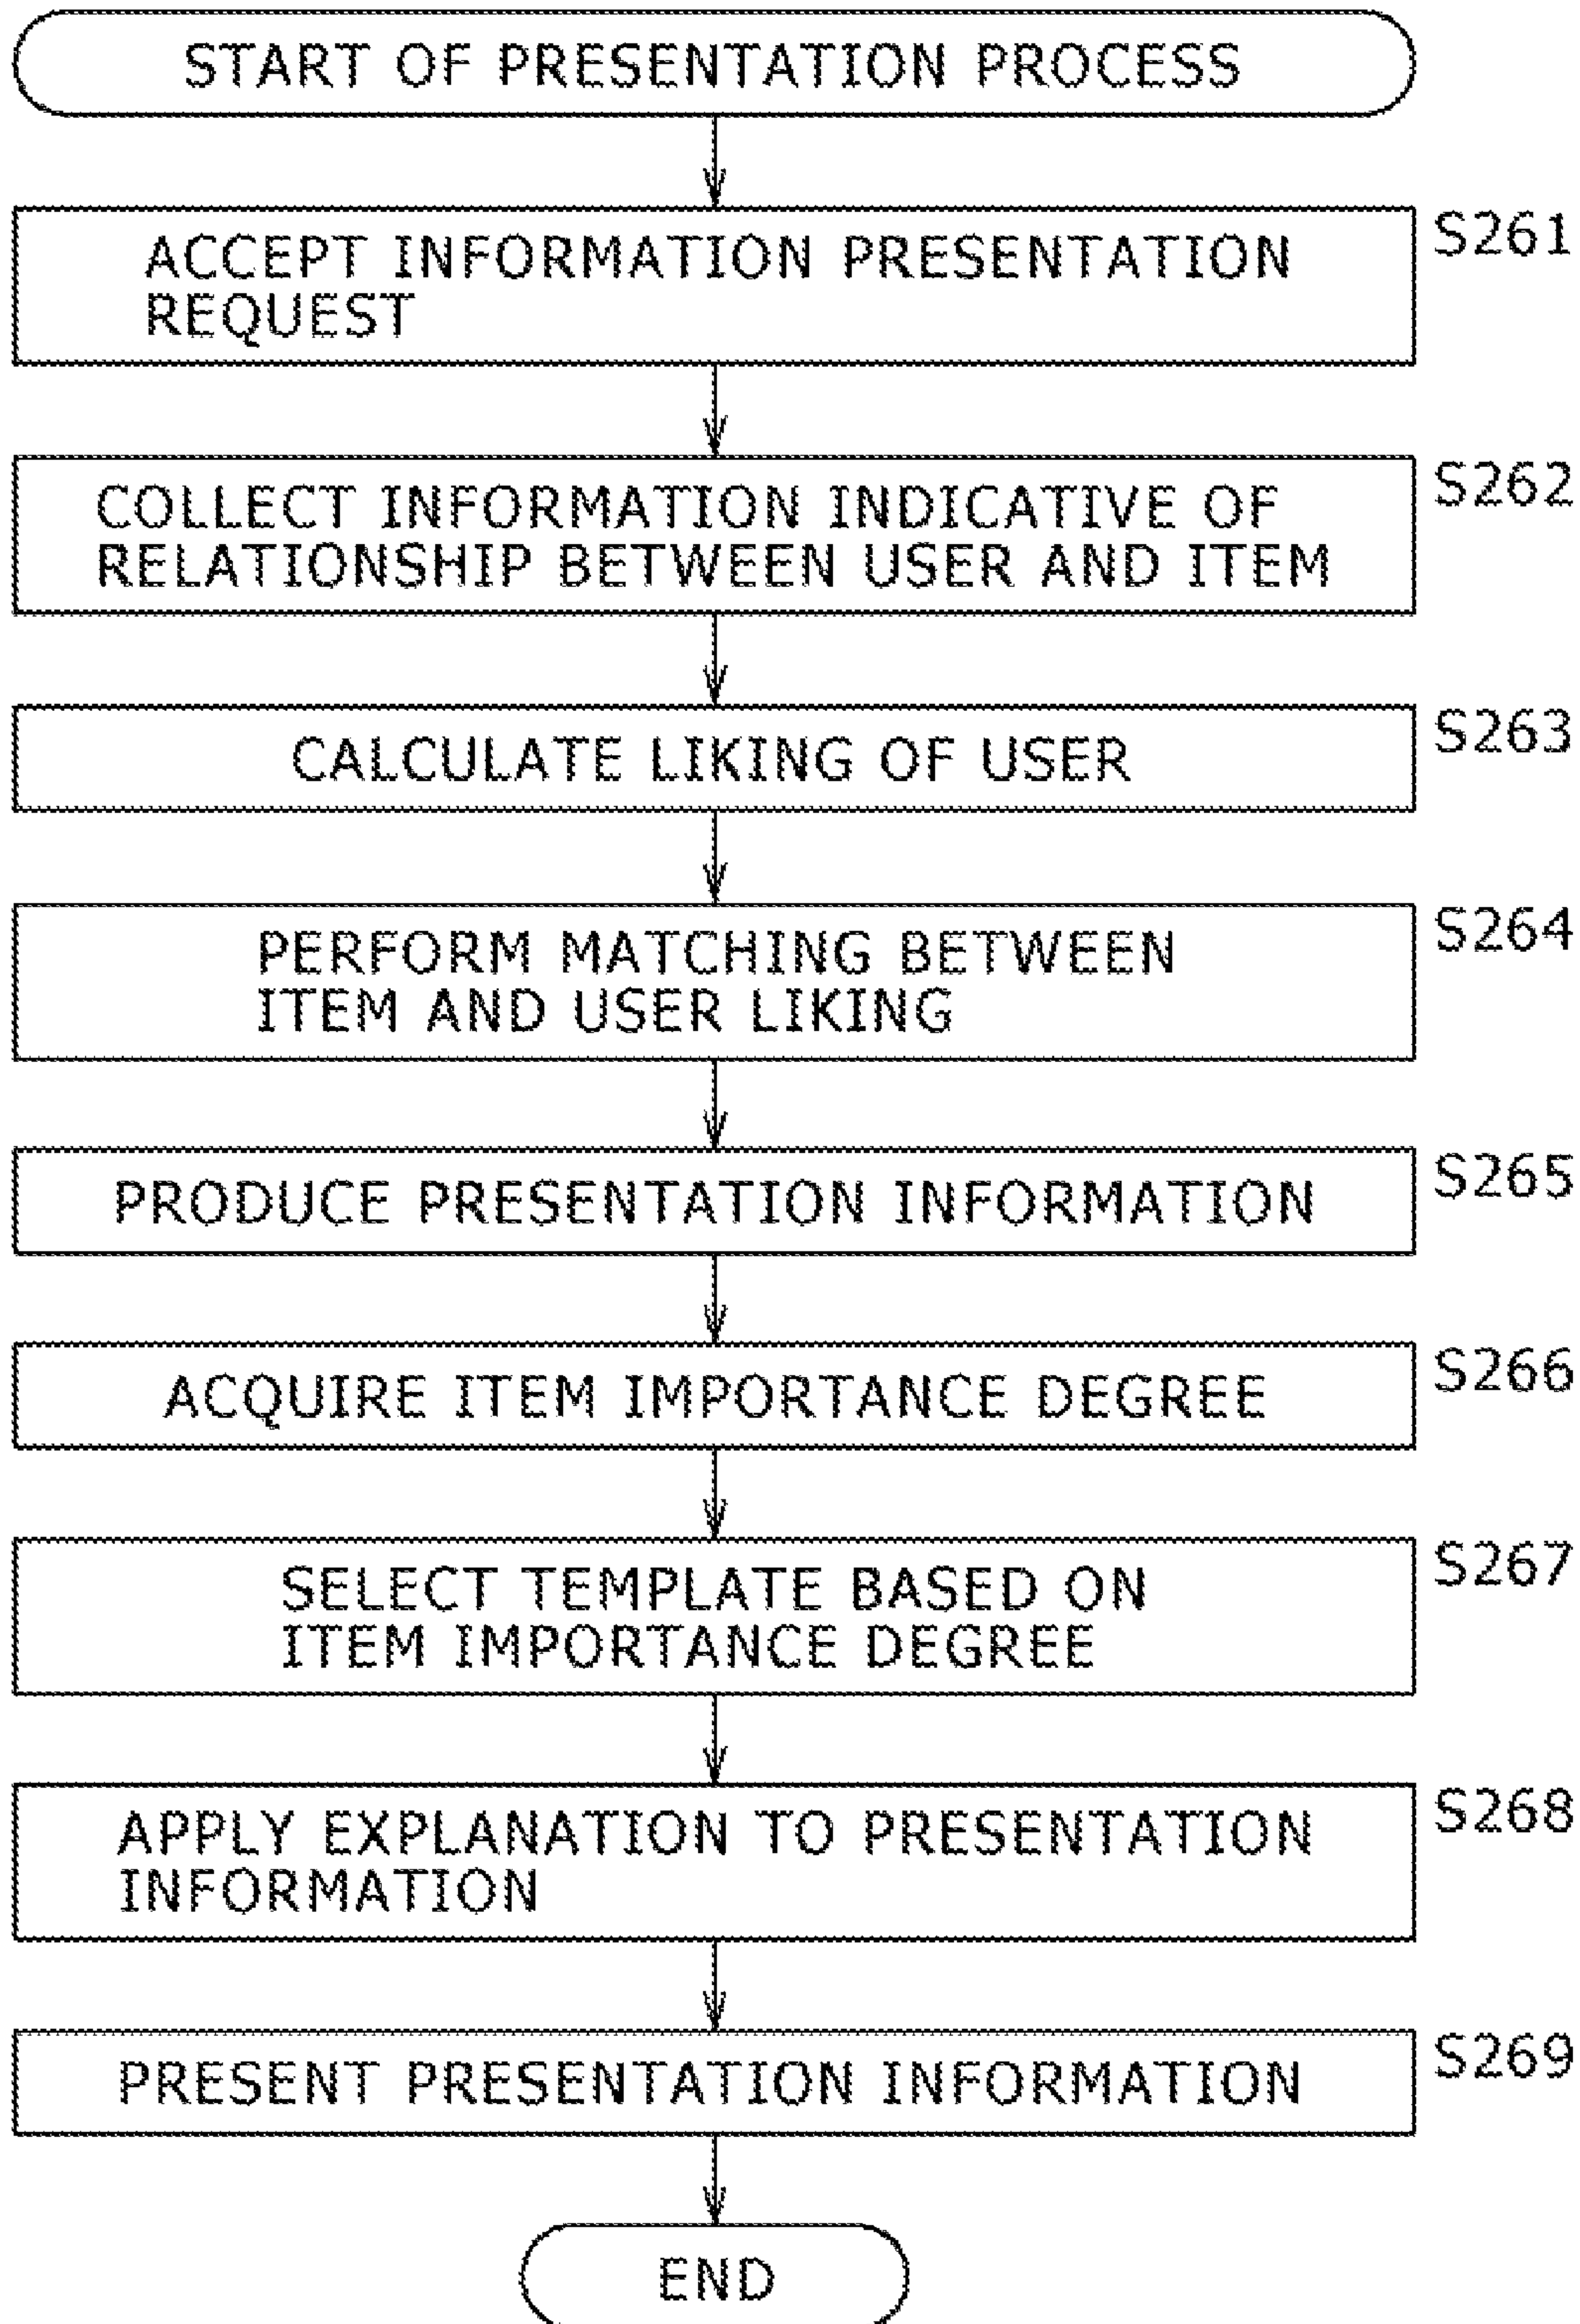 START OF PRESENTATION PROCESS
ACCEPT INFORMATION PRESENTATION
REQUEST
S261
COLLECT INFORMATION INDICATIVE OF
RELATIONSHIP BETWEEN USER AND ITEM
S262
CALCULATE LIKING OF USER
S263
PERFORM MATCHING BETWEEN
ITEM AND USER LIKING
S264
PRODUCE PRESENTATION INFORMATION
S265
ACQUIRE ITEM IMPORTANCE DEGREE
S266
SELECT TEMPLATE BASED ON
ITEM IMPORTANCE DEGREE
S267
APPLY EXPLANATION TO PRESENTATION
INFORMATION
S268
PRESENT PRESENTATION INFORMATION
S269
END